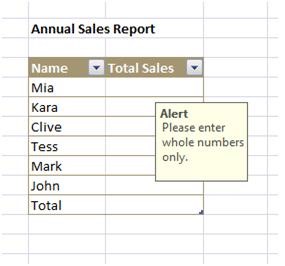 Annual Sales Report
Name Total Sales
Mia
Kara
Alert
Please enter
whole numbers
only.
Clive
Tess
Mark
John
Total